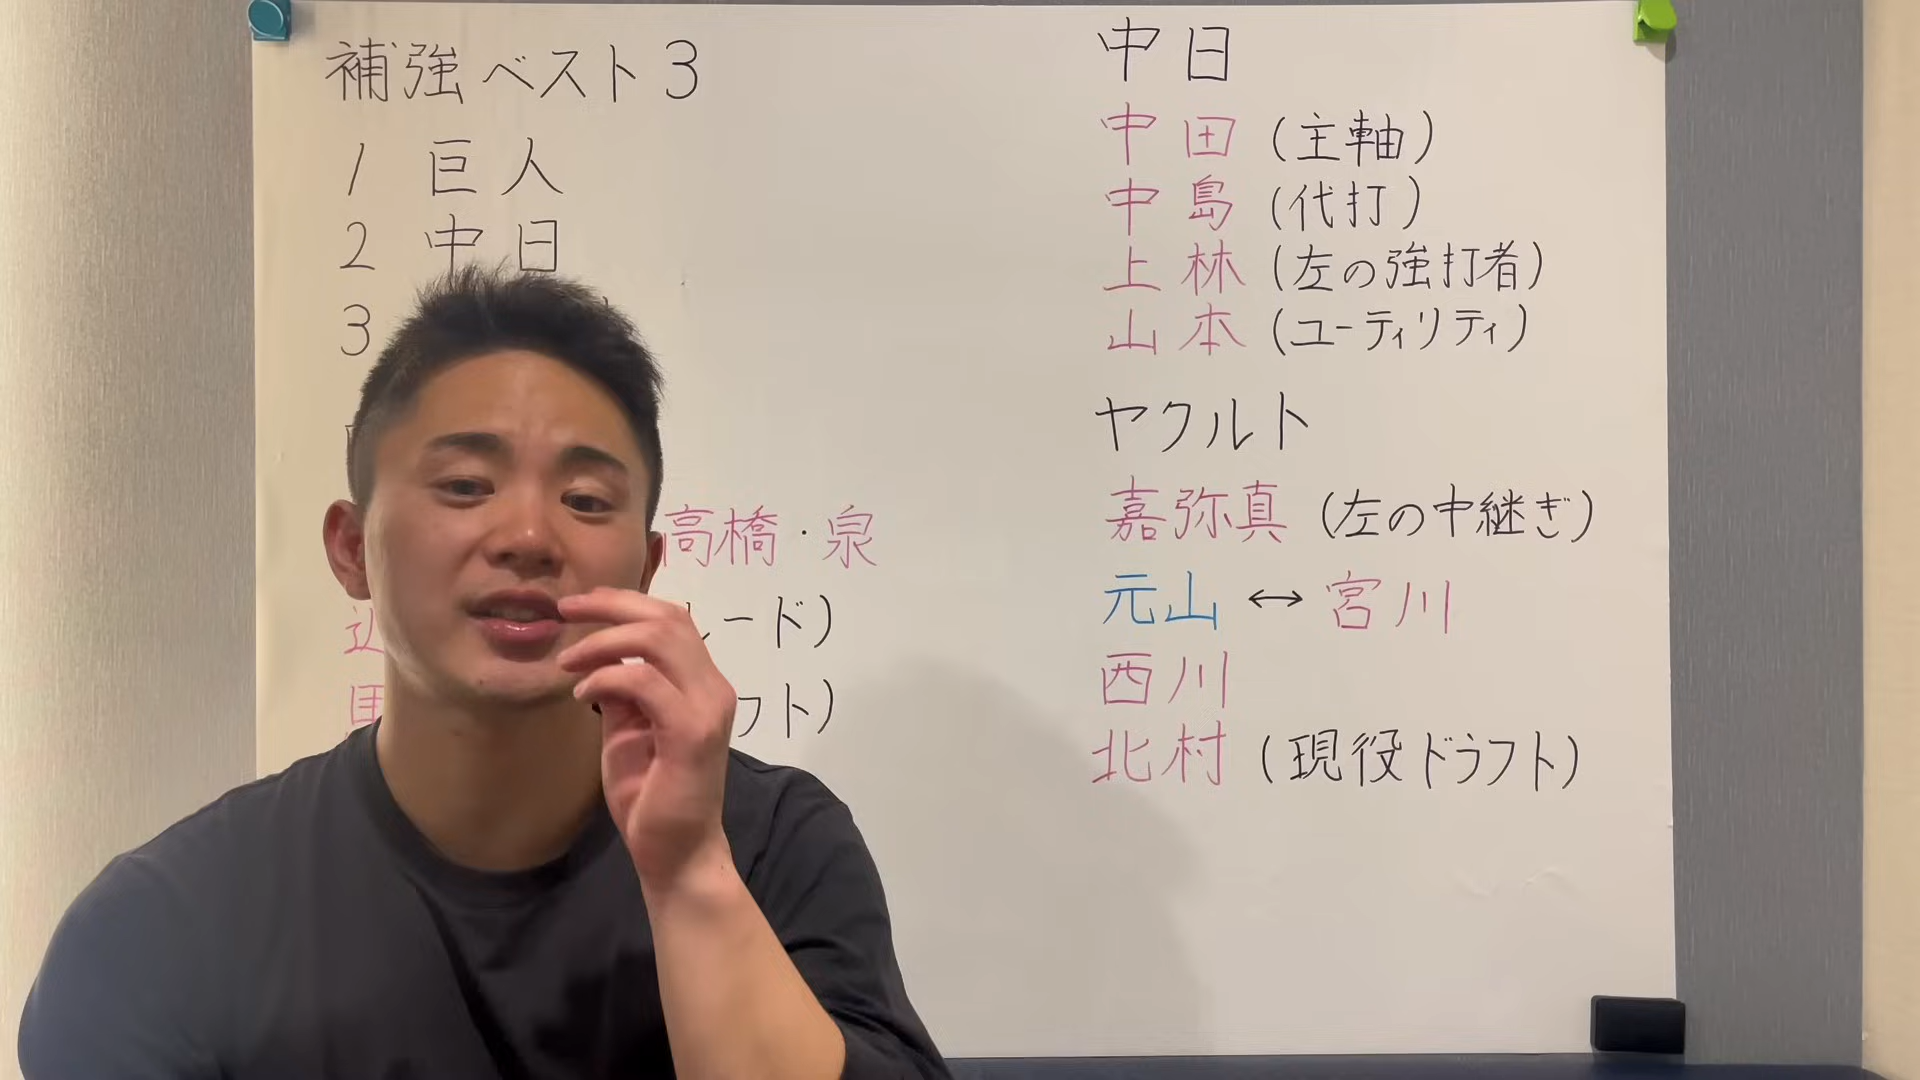 補強ベスト3
1 巨人
2 中日
3
高橋・泉
ード)
フト)
中日
中田(主軸)
中島(代打)
上林(左の強打者)
山本(ユーティリティ)
ヤクルト
嘉弥真(左の中継ぎ)
元山↔宮川
西川
北村(現役ドラフト)